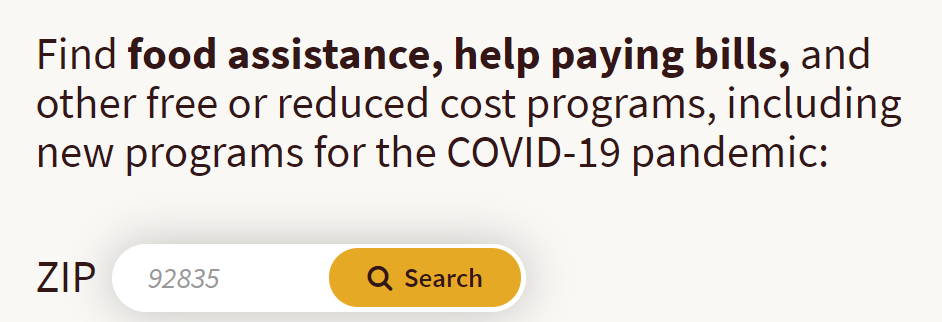 Find food assistance, help paying bills, and
other free or reduced cost programs, including
new programs for the COVID-19 pandemic:
ZIP 92835 Search